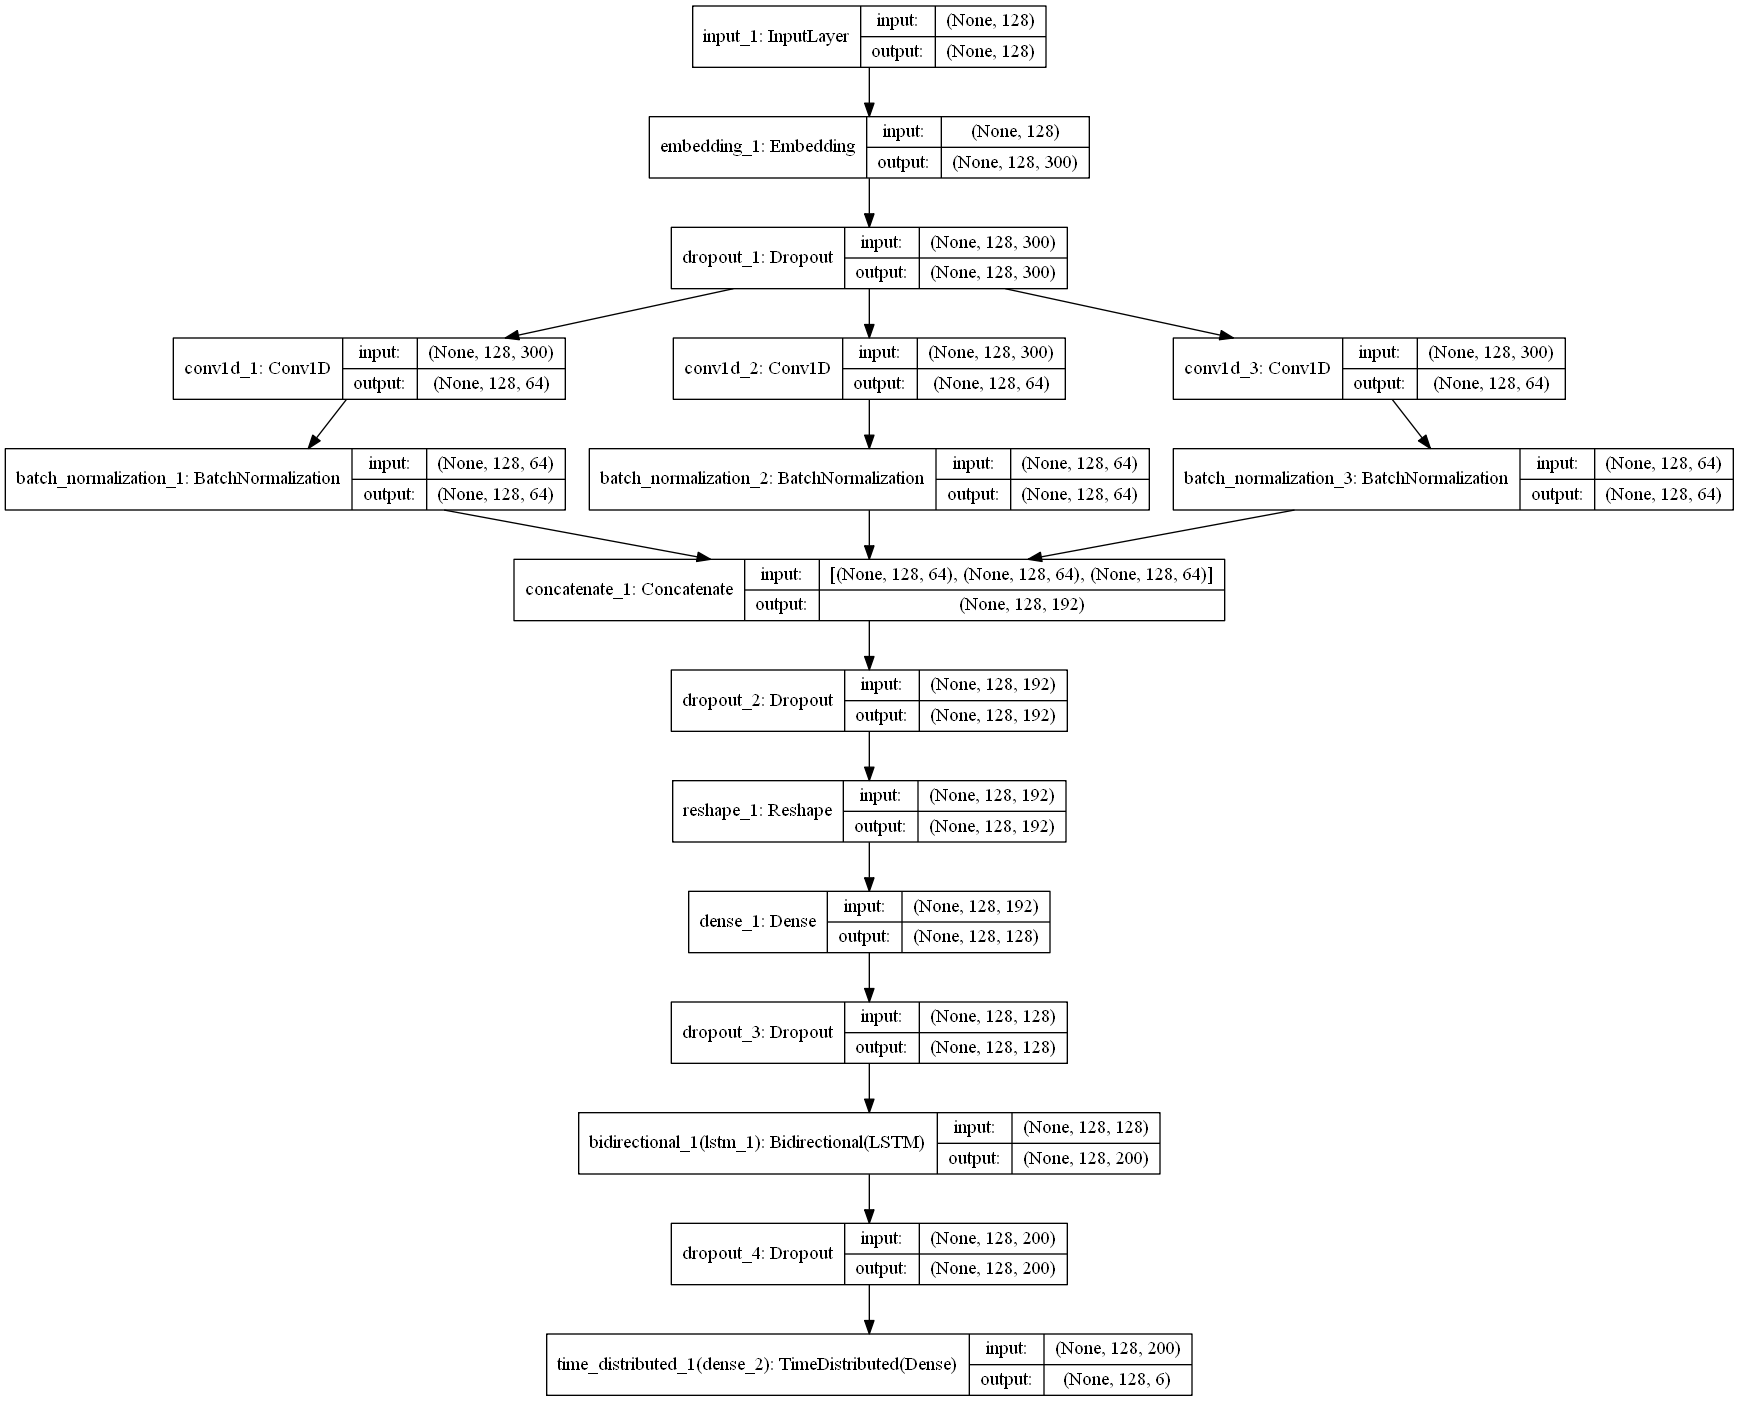 input_1: InputLayer
input: (None, 128)
output: (None, 128)
embedding_1: Embedding
input: (None, 128)
output: (None, 128, 300)
dropout_1: Dropout
input: (None, 128, 300)
output: (None, 128, 300)
conv1d_1: Conv1D
input: (None, 128, 300)
output: (None, 128, 64)
conv1d_2: Conv1D
input: (None, 128, 300)
output: (None, 128, 64)
conv1d_3: Conv1D
input: (None, 128, 300)
output: (None, 128, 64)
batch_normalization_1: BatchNormalization
input: (None, 128, 64)
output: (None, 128, 64)
batch_normalization_2: BatchNormalization
input: (None, 128, 64)
output: (None, 128, 64)
batch_normalization_3: BatchNormalization
input: (None, 128, 64)
output: (None, 128, 64)
concatenate_1: Concatenate
input: [(None, 128, 64), (None, 128, 64), (None, 128, 64)]
output: (None, 128, 192)
dropout_2: Dropout
input: (None, 128, 192)
output: (None, 128, 192)
reshape_1: Reshape
input: (None, 128, 192)
output: (None, 128, 192)
dense_1: Dense
input: (None, 128, 192)
output: (None, 128, 128)
dropout_3: Dropout
input: (None, 128, 128)
output: (None, 128, 128)
bidirectional_1(lstm_1): Bidirectional(LSTM)
input: (None, 128, 128)
output: (None, 128, 200)
dropout_4: Dropout
input: (None, 128, 200)
output: (None, 128, 200)
time_distributed_1(dense_2): TimeDistributed(Dense)
input: (None, 128, 200)
output: (None, 128, 6)